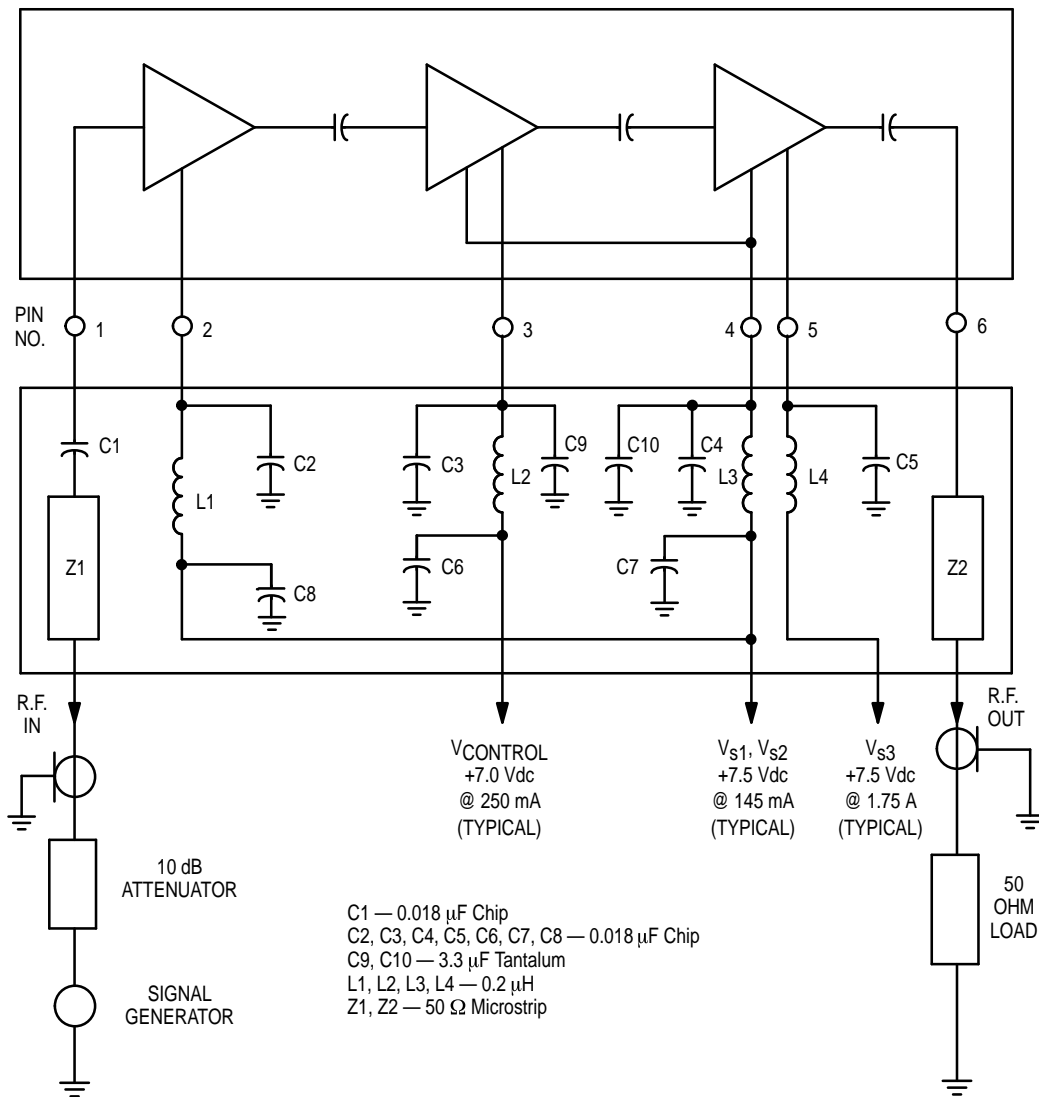 PIN
NO.
1
2
3
4
5
6
C1
C2
C3
C9
C10
C4
C5
L1
L2
L3
L4
Z1
C8
C6
C7
Z2
R.F.
IN
R.F.
OUT
VCONTROL
+7.0 Vdc
@ 250 mA
(TYPICAL)
Vs1, Vs2
+7.5 Vdc
@ 145 mA
(TYPICAL)
Vs3
+7.5 Vdc
@ 1.75 A
(TYPICAL)
10 dB
ATTENUATOR
50
OHM
LOAD
C1 — 0.018 µF Chip
C2, C3, C4, C5, C6, C7, C8 — 0.018 µF Chip
C9, C10 — 3.3 µF Tantalum
L1, L2, L3, L4 — 0.2 µH
Z1, Z2 — 50 Ω Microstrip
SIGNAL
GENERATOR